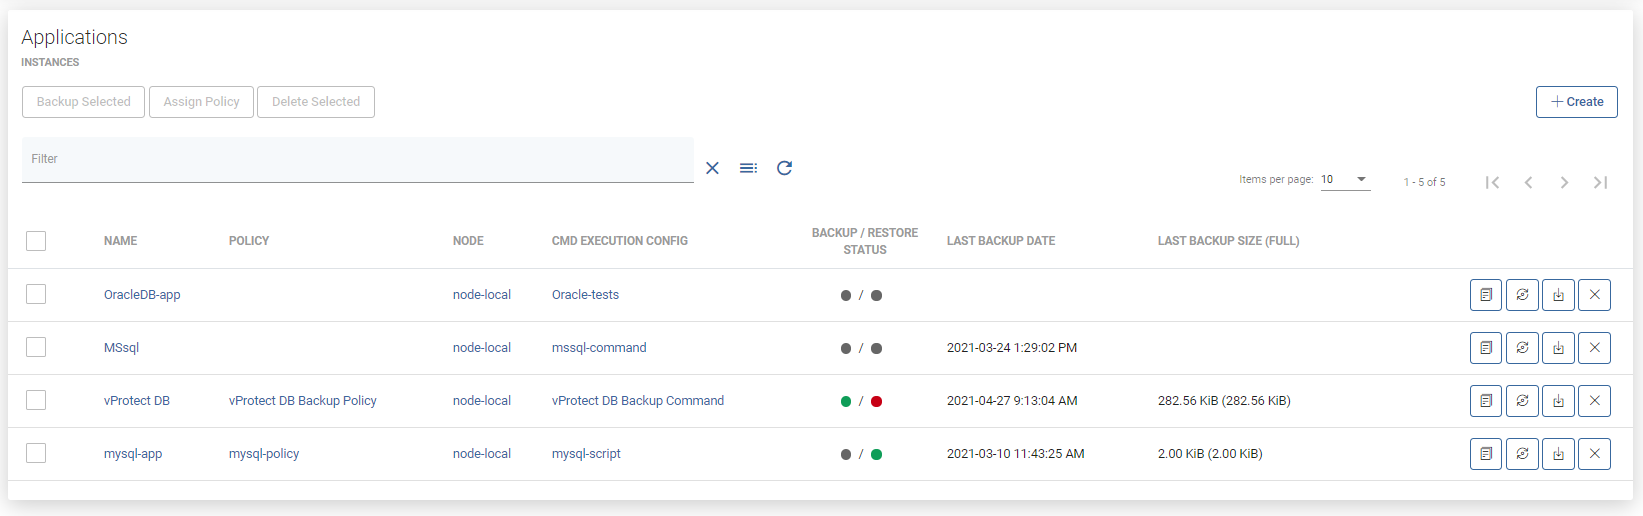 Applications
INSTANCES
Backup Selected Assign Policy Delete Selected + Create
Filter
Items per page: 10 1 - 5 of 5
NAME POLICY NODE CMD EXECUTION CONFIG BACKUP / RESTORE STATUS LAST BACKUP DATE LAST BACKUP SIZE (FULL)
OracleDB-app node-local Oracle-tests /
MSsql node-local mssql-command / 2021-03-24 1:29:02 PM
vProtect DB vProtect DB Backup Policy node-local vProtect DB Backup Command / 2021-04-27 9:13:04 AM 282.56 KiB (282.56 KiB)
mysql-app mysql-policy node-local mysql-script / 2021-03-10 11:43:25 AM 2.00 KiB (2.00 KiB)